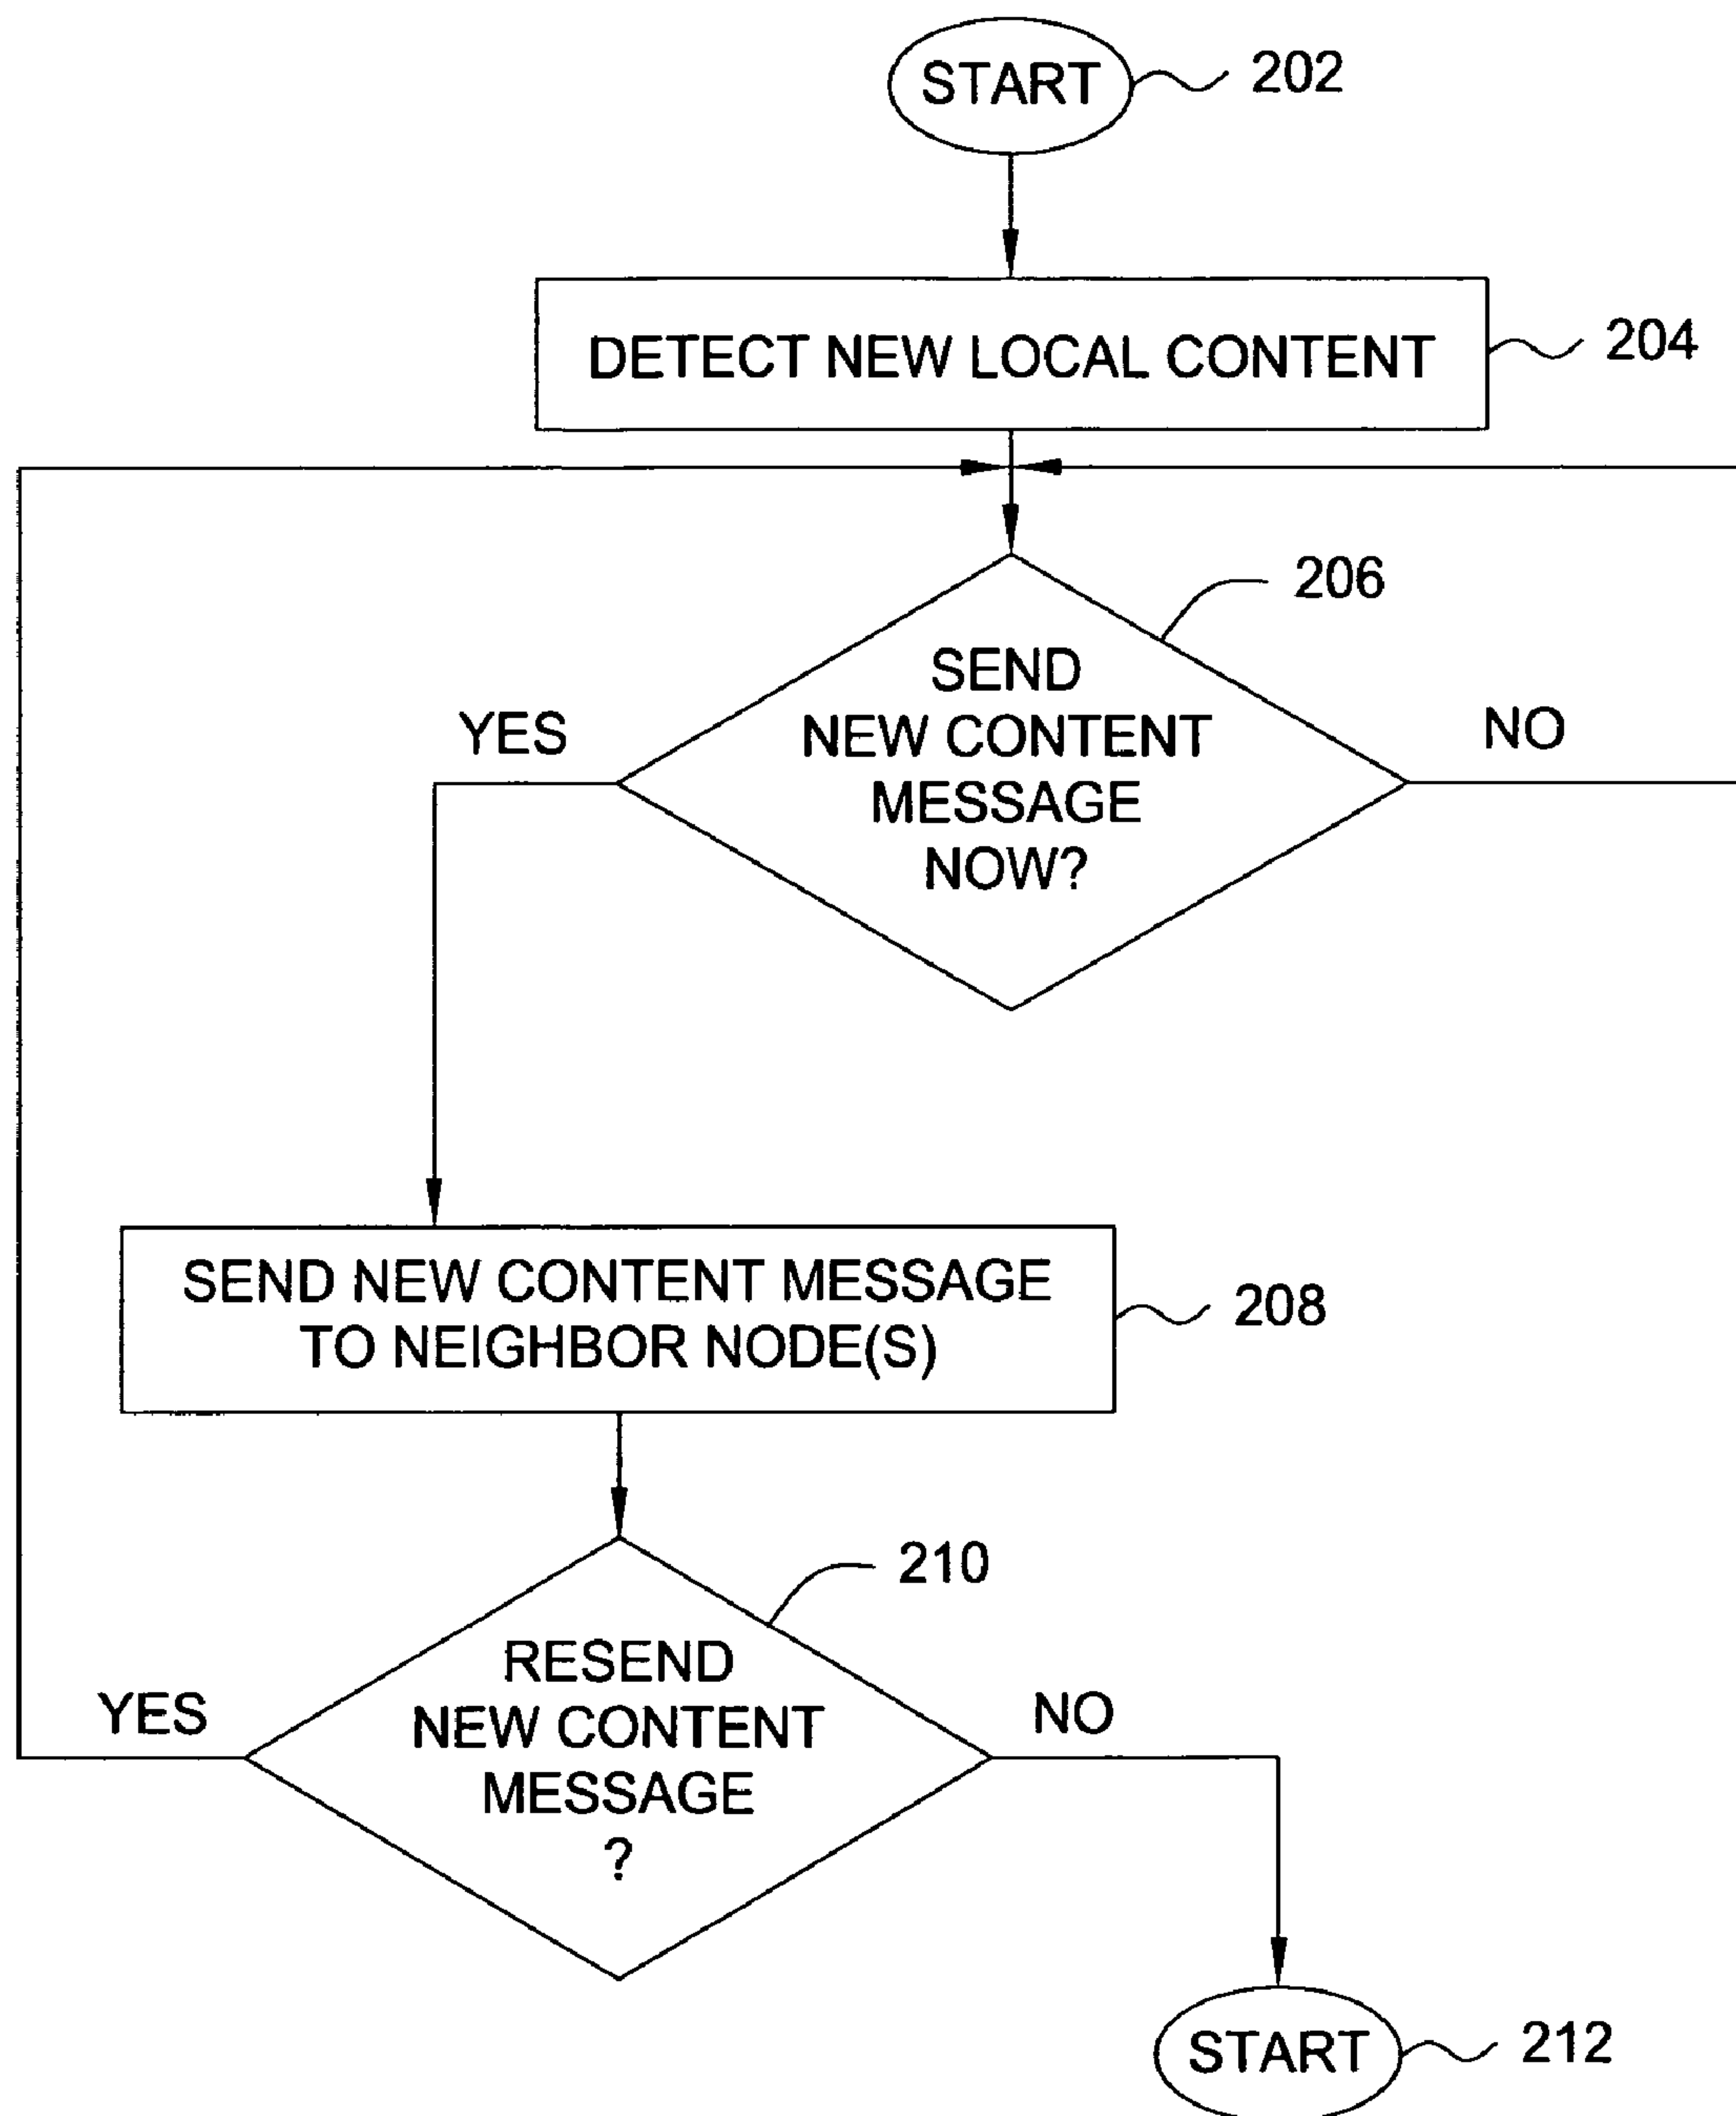 START
202
DETECT NEW LOCAL CONTENT
204
206
SEND
NEW CONTENT
MESSAGE
NOW?
YES
NO
SEND NEW CONTENT MESSAGE
TO NEIGHBOR NODE(S)
208
210
RESEND
NEW CONTENT
MESSAGE
?
YES
NO
START
212